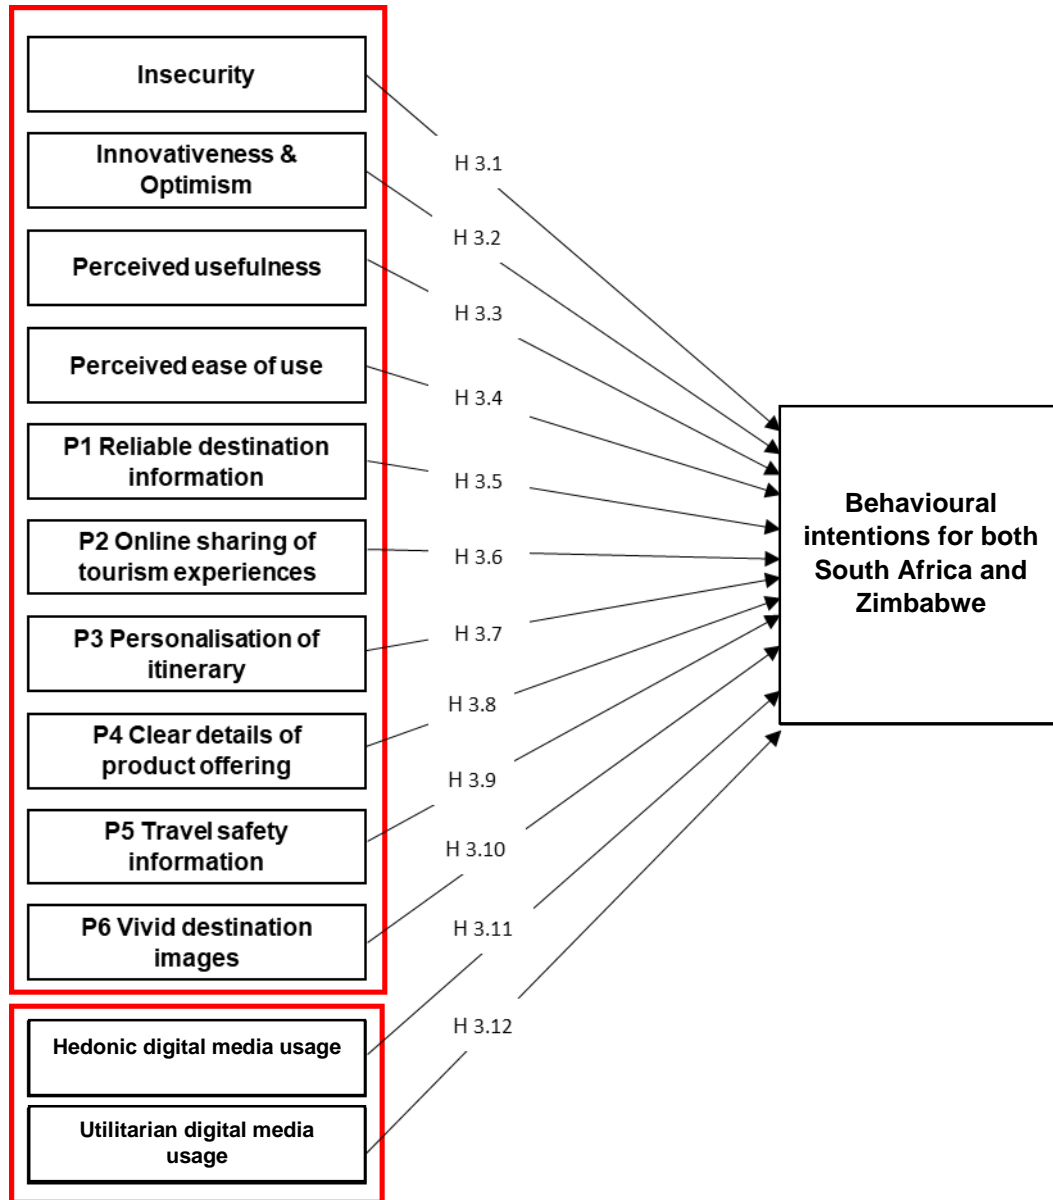 Insecurity
Innovativeness &
Optimism
Perceived usefulness
Perceived ease of use
P1 Reliable destination
information
P2 Online sharing of
tourism experiences
P3 Personalisation of
itinerary
P4 Clear details of
product offering
P5 Travel safety
information
P6 Vivid destination
images
Hedonic digital media usage
Utilitarian digital media
usage
H 3.1
H 3.2
H 3.3
H 3.4
H 3.5
H 3.6
H 3.7
H 3.8
H 3.9
H 3.10
H 3.11
H 3.12
Behavioural
intentions for both
South Africa and
Zimbabwe